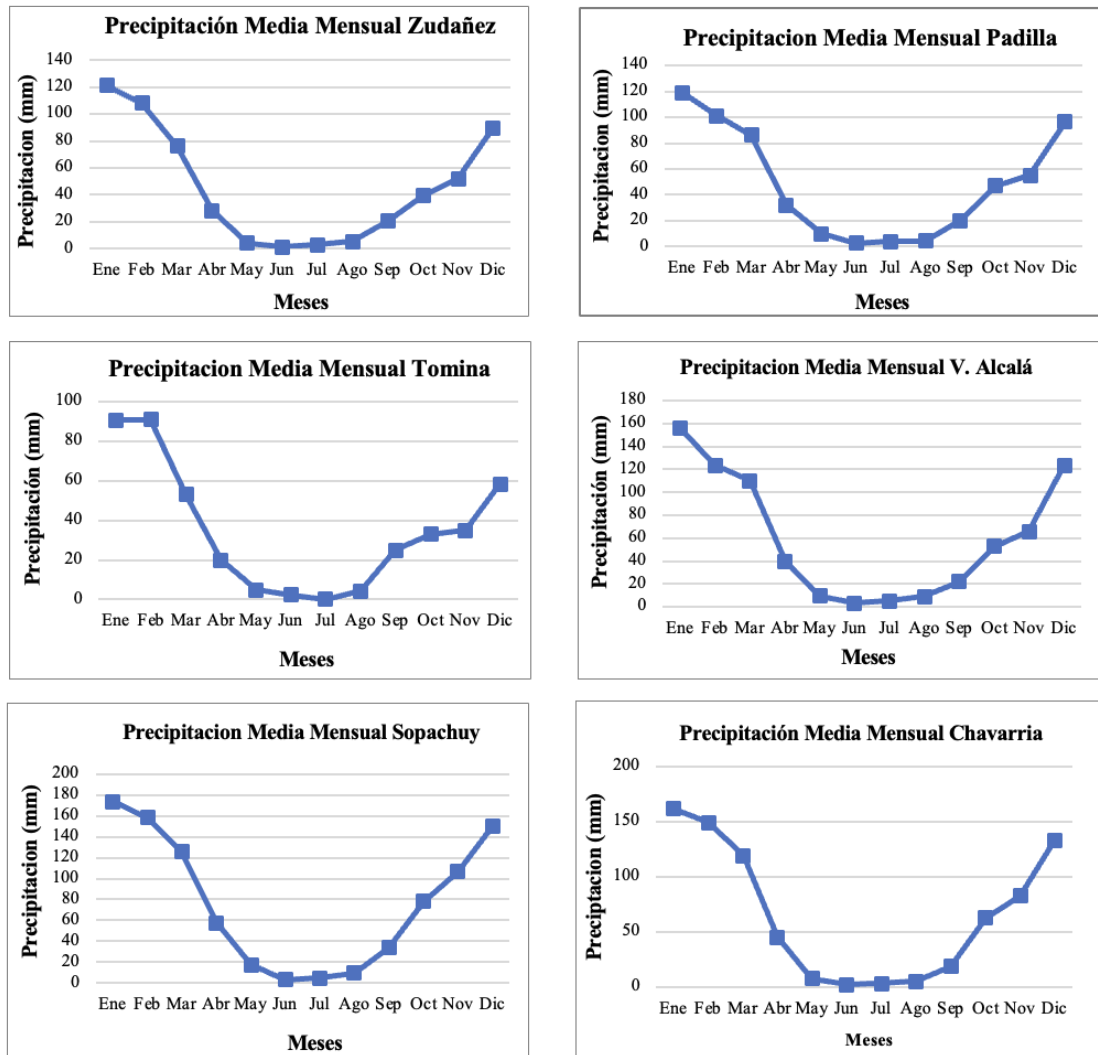 Precipitación Media Mensual Zudañez
Precipitacion (mm)
140
120
100
80
60
40
20
0
Ene Feb Mar Abr May Jun Jul Ago Sep Oct Nov Dic
Meses
Precipitacion Media Mensual Padilla
Precipitacion (mm)
140
120
100
80
60
40
20
0
Ene Feb Mar Abr May Jun Jul Ago Sep Oct Nov Dic
Meses
Precipitacion Media Mensual Tomina
Precipitación (mm)
100
80
60
40
20
0
Ene Feb Mar Abr May Jun Jul Ago Sep Oct Nov Dic
Meses
Precipitacion Media Mensual V. Alcalá
Precipitación (mm)
180
160
140
120
100
80
60
40
20
0
Ene Feb Mar Abr May Jun Jul Ago Sep Oct Nov Dic
Meses
Precipitacion Media Mensual Sopachuy
Precipitacion (mm)
200
180
160
140
120
100
80
60
40
20
0
Ene Feb Mar Abr May Jun Jul Ago Sep Oct Nov Dic
Meses
Precipitación Media Mensual Chavarria
Preciptacion (mm)
200
150
100
50
0
Ene Feb Mar Abr May Jun Jul Ago Sep Oct Nov Dic
Meses